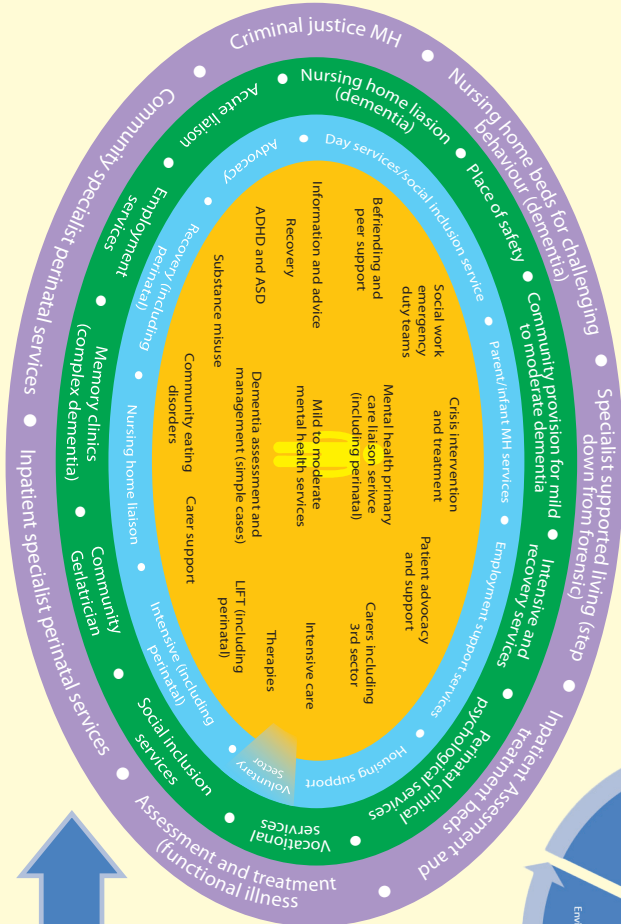 Criminal justice MH
Nursing home beds for challenging
behaviour (dementia)
Specialist supported living (step
down from forensic)
Inpatient Assesment and
treatment beds
Assessment and treatment
(functional illness
Inpatient specialist perinatal services
Community specialist perinatal services
Nursing home liasion
(dementia)
Place of safety
Community provision for mild
to moderate dementia
Intensive and
recovery services
Perinatal clinical
psychological services
Vocational
services
Social inclusion
services
Community
Gerlatrician
Memory clinics
(complex dementia)
Employment
services
Acute liaison
Day services/social inclusion service
Parent/infant MH services
Employment support services
Housing support
Voluntary
sector
Intensive (including
perinatal)
Nursing home liaison
Recovery (including
perinatal)
Advocacy
Social work
emergency
duty teams
Crisis intervention
and treatment
Patient advocacy
and support
Befriending and
peer support
Mental health primary
care liaison serivce
(including perinatal)
Carers including
3rd sector
Information and advice
Mild to moderate
mental health services
Intensive care
Recovery
ADHD and ASD
Dementia assessment and
management (simple cases)
Therapies
LIFT (including
perinatal)
Substance misuse
Community eating
disorders
Carer support